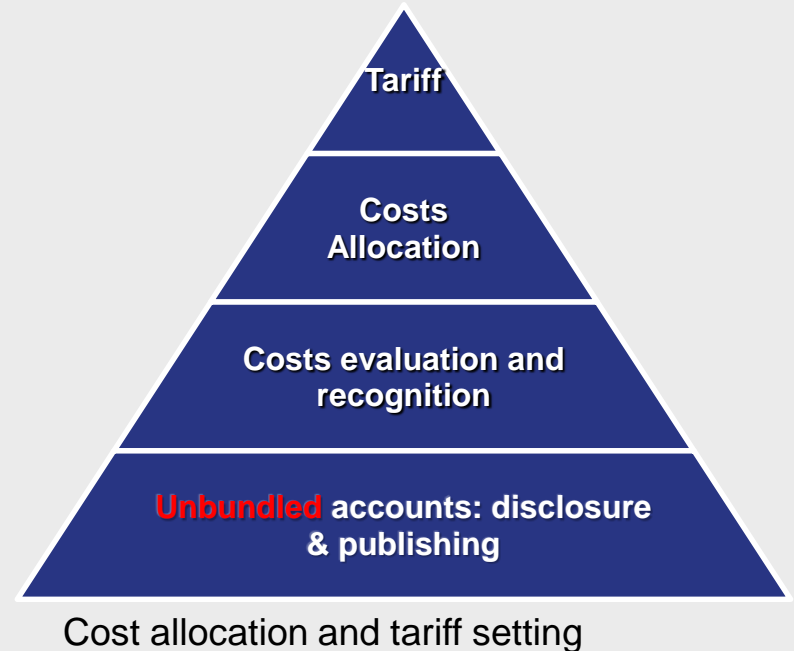 Tariff
Costs
Allocation
Costs evaluation and
recognition
Unbundled accounts: disclosure
& publishing
Cost allocation and tariff setting